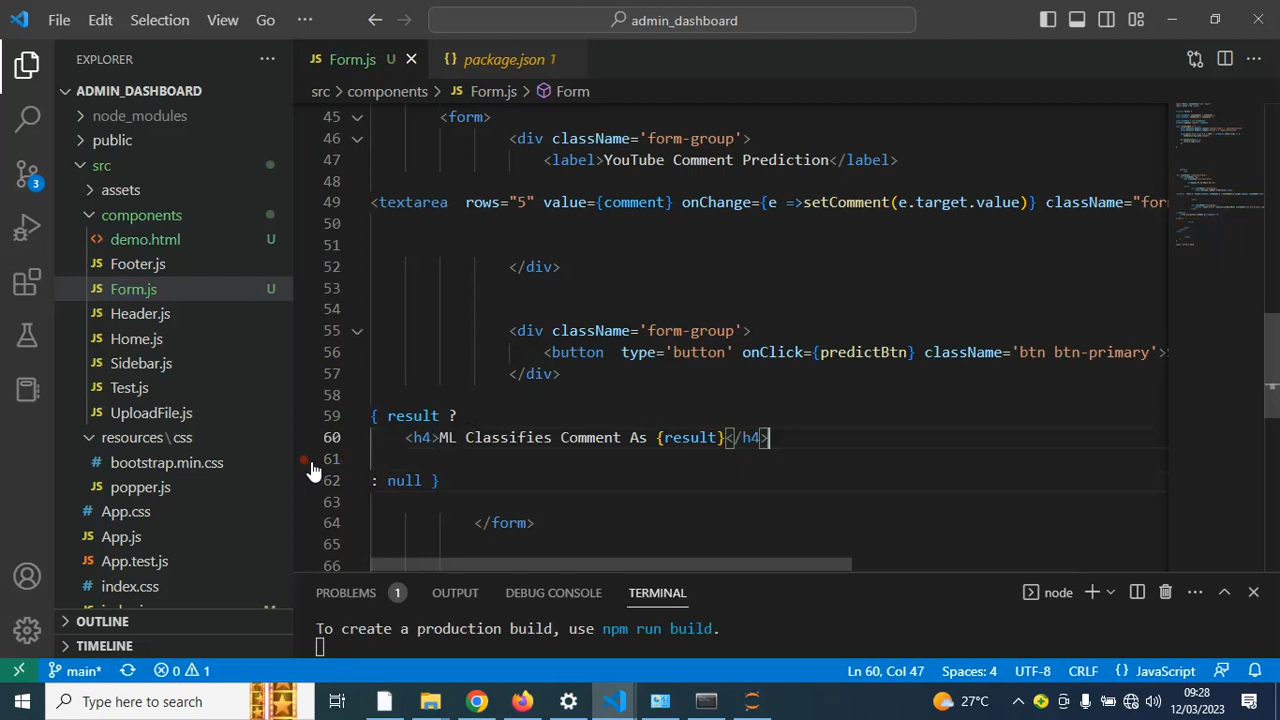 File Edit Selection View Go ··· admin_dashboard
EXPLORER
ADMIN_DASHBOARD
node_modules
public
src
assets
components
demo.html U
Footer.js
Form.js U
Header.js
Home.js
Sidebar.js
Test.js
UploadFile.js
resources\css
bootstrap.min.css
popper.js
App.css
App.js
App.test.js
index.css
OUTLINE
TIMELINE
3
Form.js U
package.json 1
src > components > Form.js > Form
45 <form>
46 <div className='form-group'>
47 <label>YouTube Comment Prediction</label>
48
49 <textarea rows="5" value={comment} onChange={e =>setComment(e.target.value)} className="for
50
51
52 </div>
53
54
55 <div className='form-group'>
56 <button type='button' onClick={predictBtn} className='btn btn-primary'>
57 </div>
58
59 { result ?
60 <h4>ML Classifies Comment As {result}</h4>
61
62 : null }
63
64 </form>
65
66
PROBLEMS 1 OUTPUT DEBUG CONSOLE TERMINAL node
To create a production build, use npm run build.
main* 0 1 Ln 60, Col 47 Spaces: 4 UTF-8 CRLF {} JavaScript
Type here to search 27°C 09:28
12/03/2023